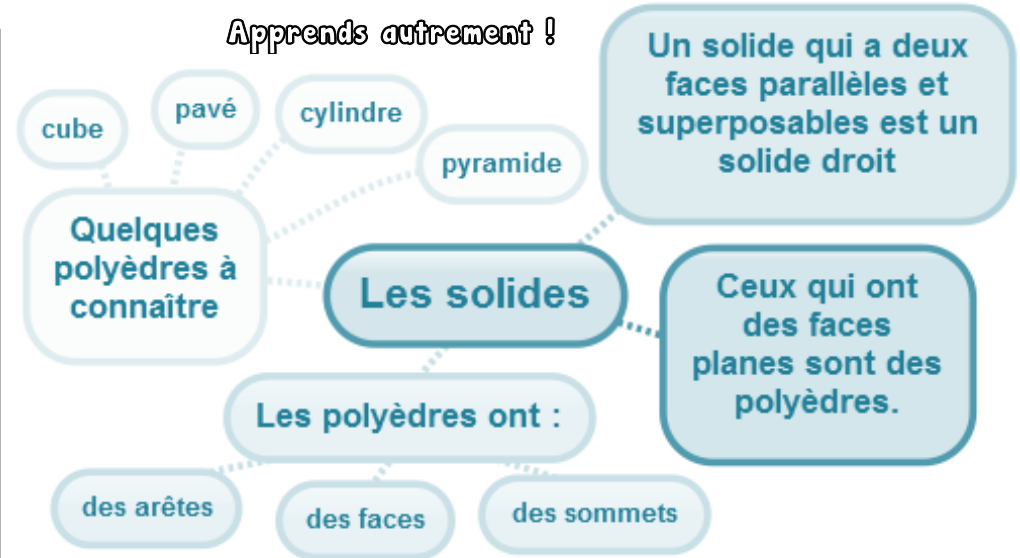 Apprends autrement !
Un solide qui a deux
faces parallèles et
superposables est un
solide droit
cube
pavé
cylindre
pyramide
Quelques
polyèdres à
connaître
Les solides
Ceux qui ont
des faces
planes sont des
polyèdres.
Les polyèdres ont :
des arêtes
des faces
des sommets